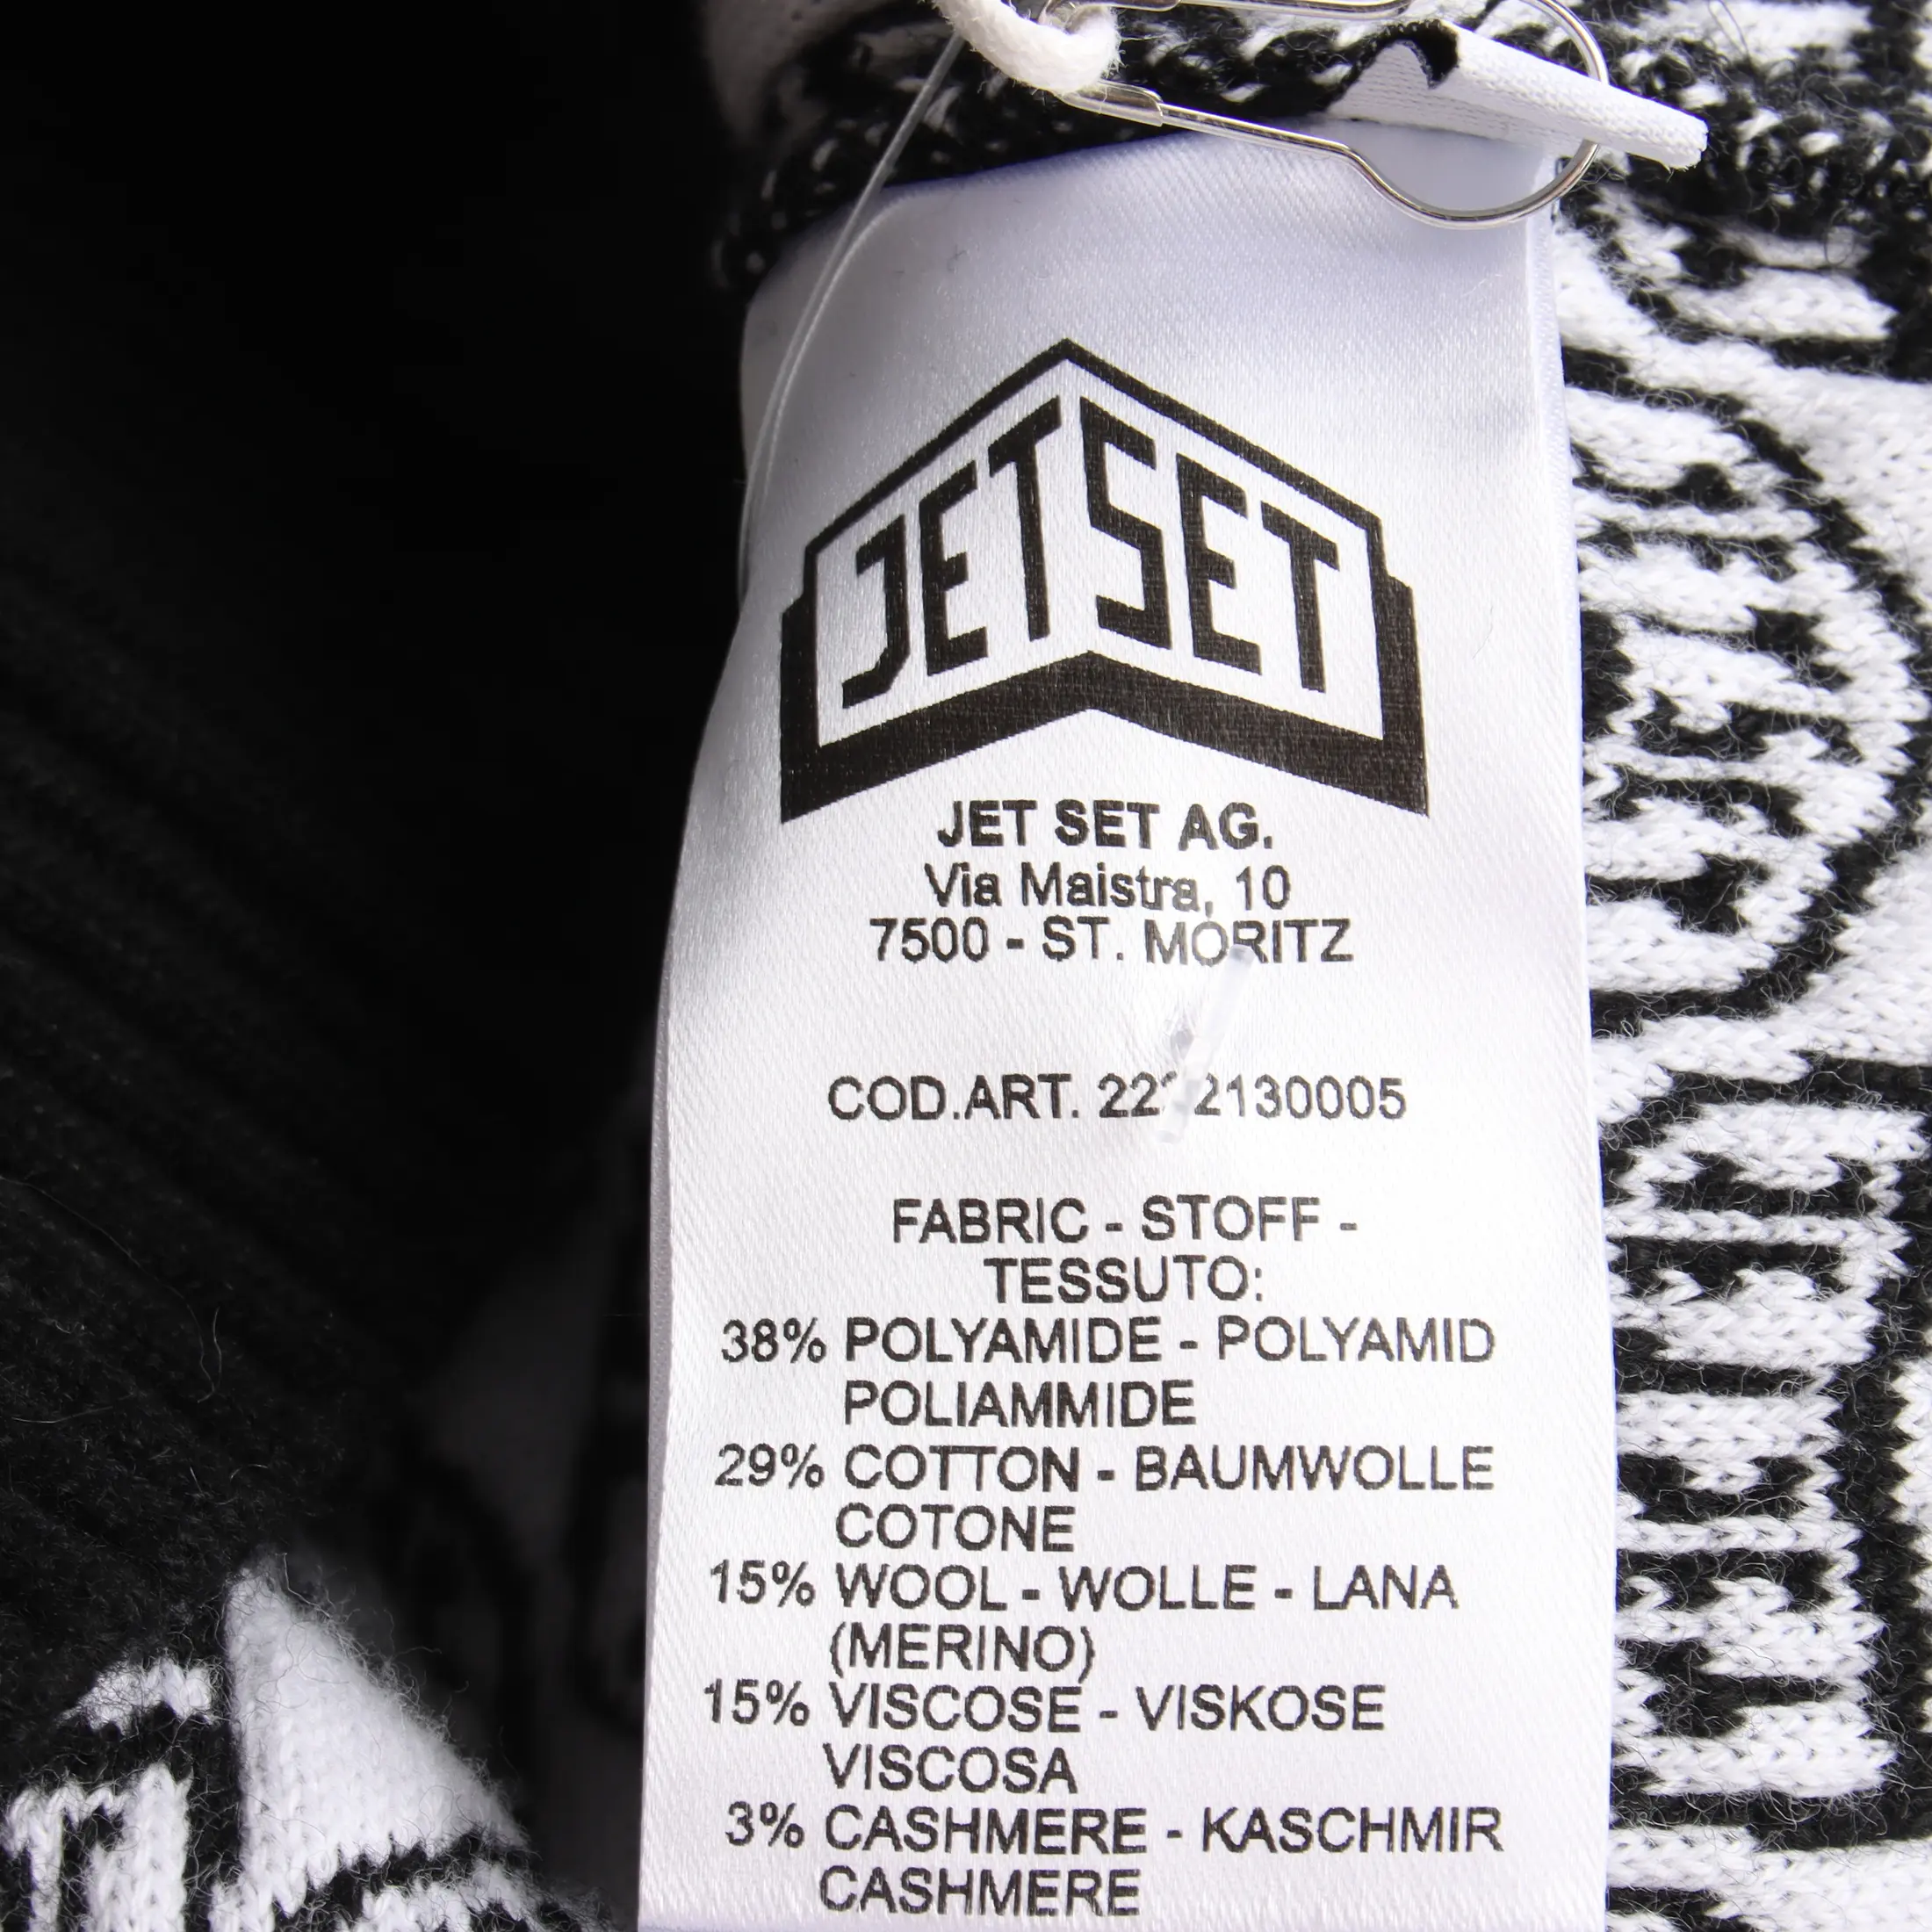 JETSET
JET SET AG.
Via Maistra, 10
7500 - ST. MORITZ
COD.ART.
FABRIC - STOFF -
TESSUTO:
38% POLYAMIDE - POLYAMID
POLIAMMIDE
29% COTTON - BAUMWOLLE
COTONE
15% WOOL - WOLLE - LANA
(MERINO)
15% VISCOSE - VISKOSE
VISCOSA
3% CASHMERE - KASCHMIR
CASHMERE